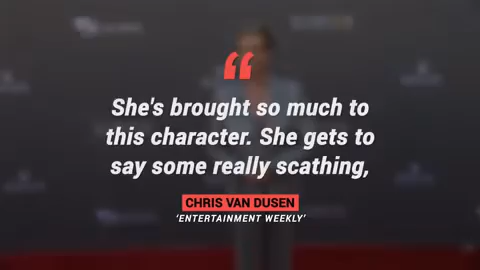 “
She's brought so much to
this character. She gets to
say some really scathing,
CHRIS VAN DUSEN
‘ENTERTAINMENT WEEKLY’